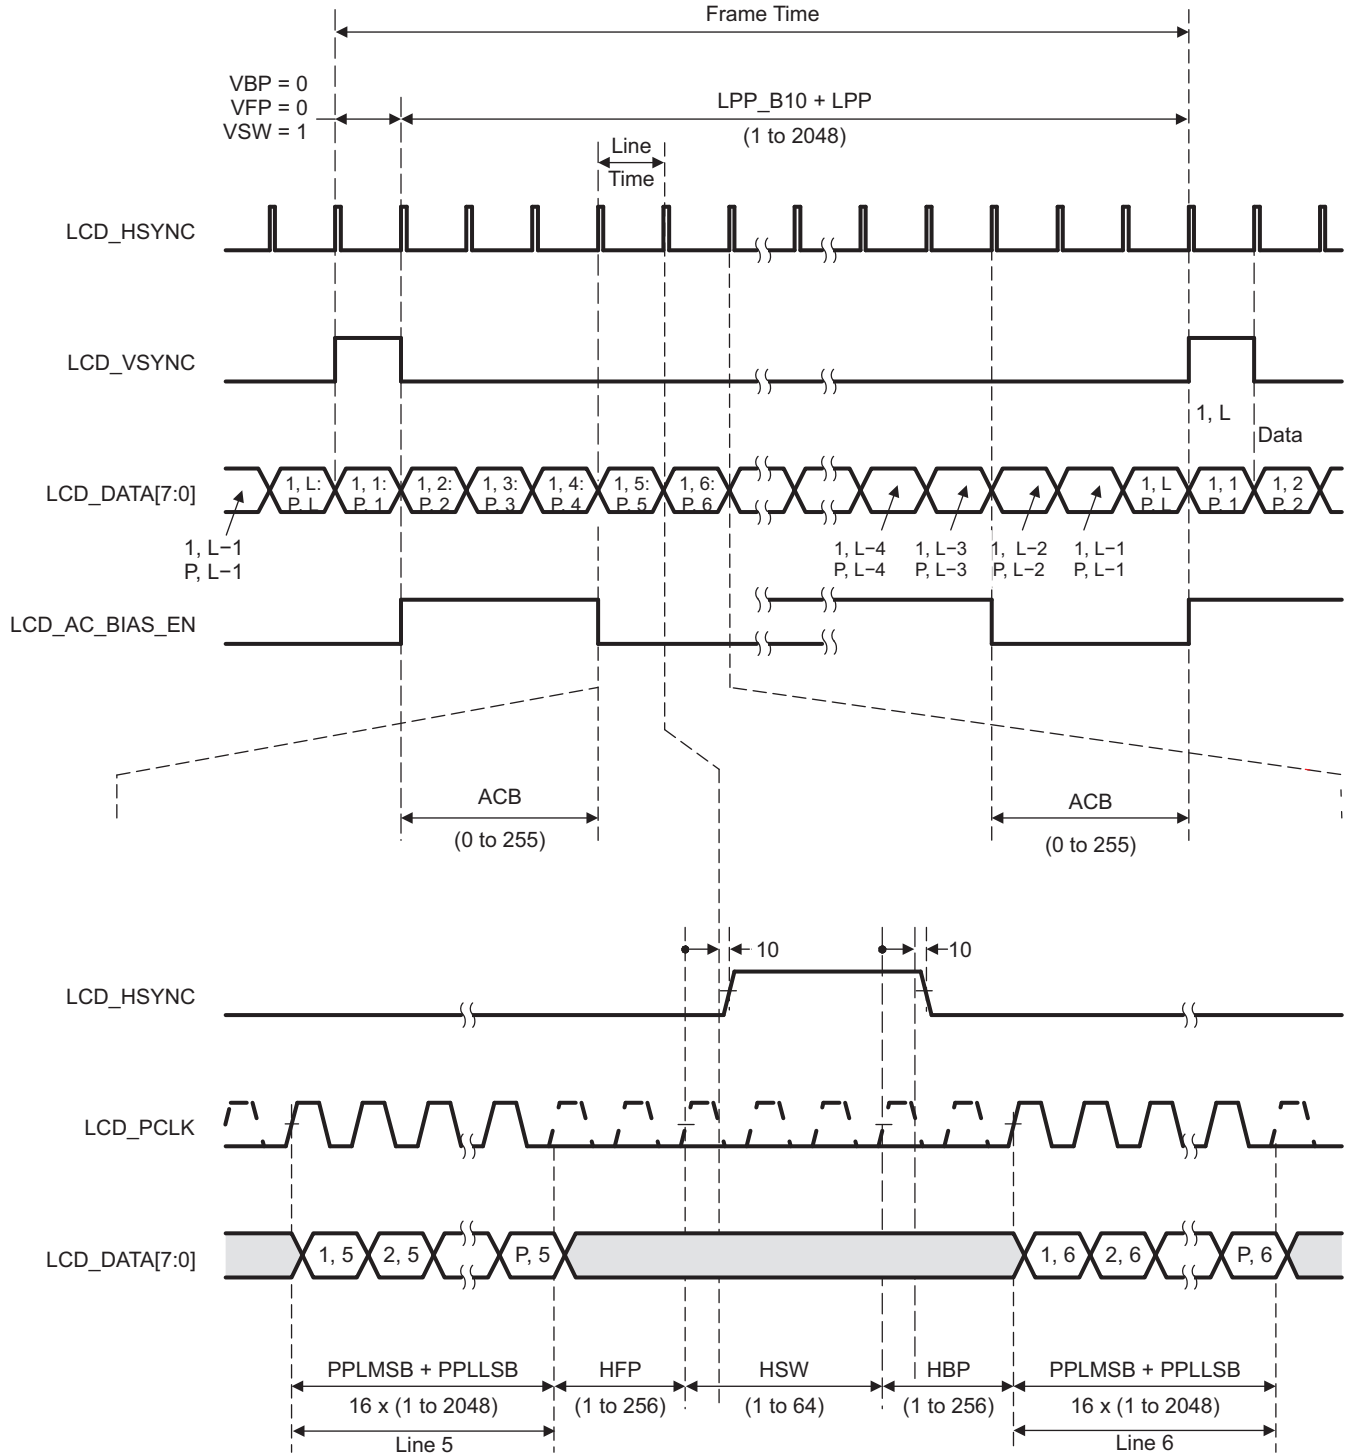 Frame Time
VBP = 0
VFP = 0
VSW = 1
LPP_B10 + LPP
(1 to 2048)
Line
Time
LCD_HSYNC
LCD_VSYNC
1, L
Data
LCD_DATA[7:0]
1, L: 1, 1: 1, 2: 1, 3: 1, 4: 1, 5: 1, 6: 1, L 1, 1 1, 2
P, L P, 1 P, 2 P, 3 P, 4 P, 5 P, 6 P, L P, 1 P, 2
1, L−1 1, L−4 1, L−3 1, L−2 1, L−1
P, L−1 P, L−4 P, L−3 P, L−2 P, L−1
LCD_AC_BIAS_EN
ACB ACB
(0 to 255) (0 to 255)
10 10
LCD_HSYNC
LCD_PCLK
LCD_DATA[7:0] 1, 5 2, 5 P, 5 1, 6 2, 6 P, 6
PPLMSB + PPLLSB HFP HSW HBP PPLMSB + PPLLSB
16 x (1 to 2048) (1 to 256) (1 to 64) (1 to 256) 16 x (1 to 2048)
Line 5 Line 6